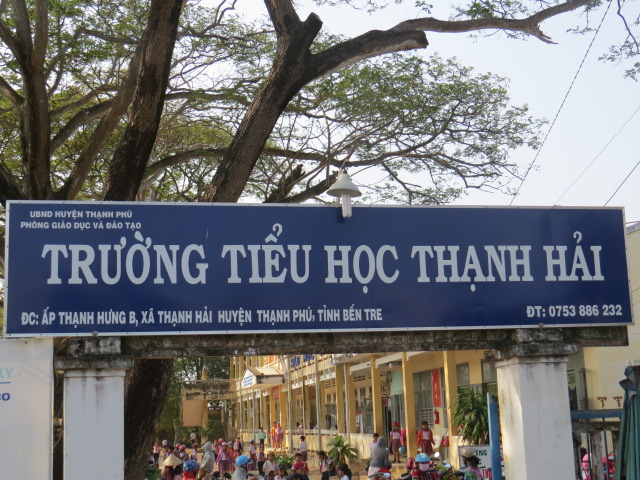 UBND HUYỆN THẠNH PHÚ
PHÒNG GIÁO DỤC VÀ ĐÀO TẠO
TRƯỜNG TIỂU HỌC THẠNH HẢI
ĐC: ẤP THẠNH HƯNG B, XÃ THẠNH HẢI HUYỆN THẠNH PHÚ, TỈNH BẾN TRE
ĐT: 0753 886 232